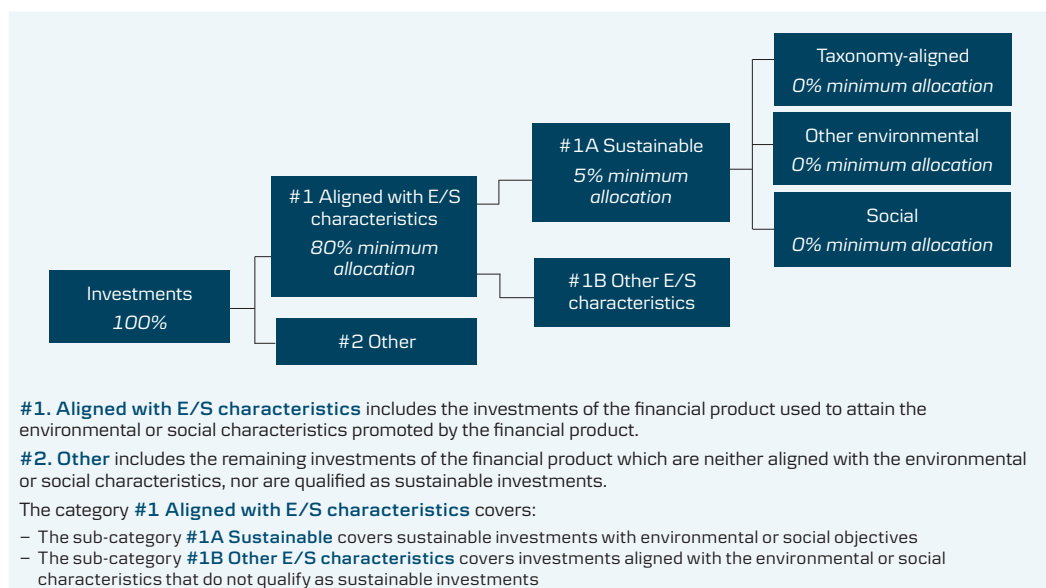 Investments
100%
#1 Aligned with E/S
characteristics
80% minimum
allocation
#2 Other
#1A Sustainable
5% minimum
allocation
#1B Other E/S
characteristics
Taxonomy-aligned
0% minimum allocation
Other environmental
0% minimum allocation
Social
0% minimum allocation
#1. Aligned with E/S characteristics includes the investments of the financial product used to attain the
environmental or social characteristics promoted by the financial product.
#2. Other includes the remaining investments of the financial product which are neither aligned with the environmental
or social characteristics, nor are qualified as sustainable investments.
The category #1 Aligned with E/S characteristics covers:
– The sub-category #1A Sustainable covers sustainable investments with environmental or social objectives
– The sub-category #1B Other E/S characteristics covers investments aligned with the environmental or social
characteristics that do not qualify as sustainable investments